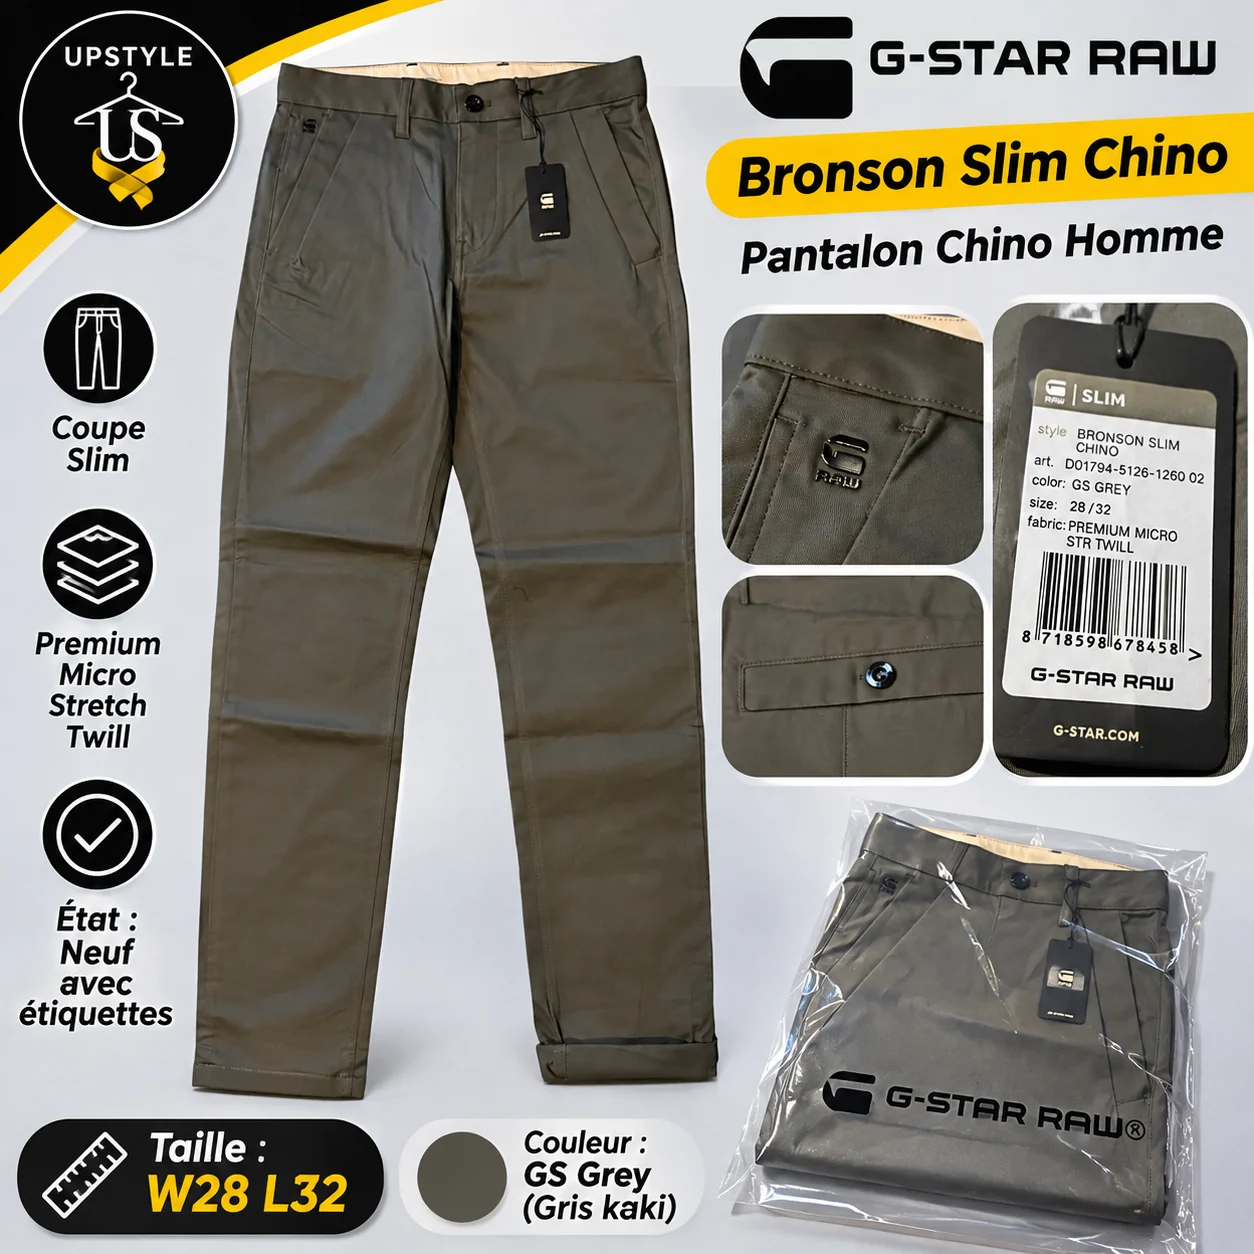 UPSTYLE
US
G-STAR RAW
Bronson Slim Chino
Pantalon Chino Homme
Coupe
Slim
Premium
Micro
Stretch
Twill
État :
Neuf
avec
étiquettes
RAW
RAW | SLIM
style BRONSON SLIM
CHINO
art. D01794-5126-1260 02
color: GS GREY
size: 28/32
fabric: PREMIUM MICRO
STR TWILL
8 718598 678458 >
G-STAR RAW
G-STAR.COM
G-STAR RAW®
Taille :
W28 L32
Couleur :
GS Grey
(Gris kaki)